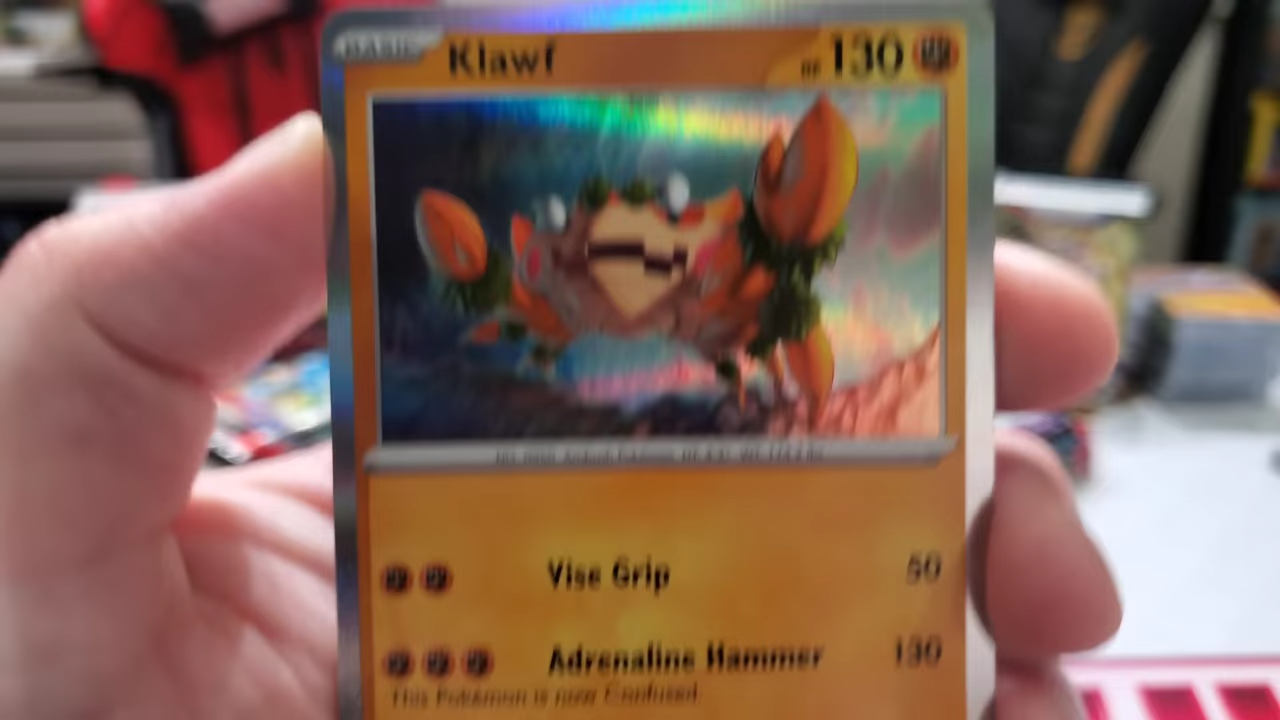 BASIC Klawf HP 130
Vise Grip 50
Adrenaline Hammer 130
This Pokémon is now Confused.